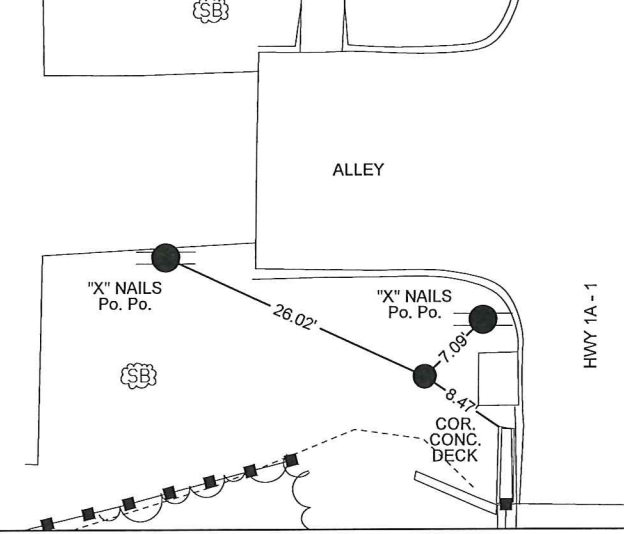 SB
ALLEY
"X" NAILS
Po. Po.
"X" NAILS
Po. Po.
26.02'
7.09'
HWY 1A - 1
SB
8.47'
COR.
CONC.
DECK